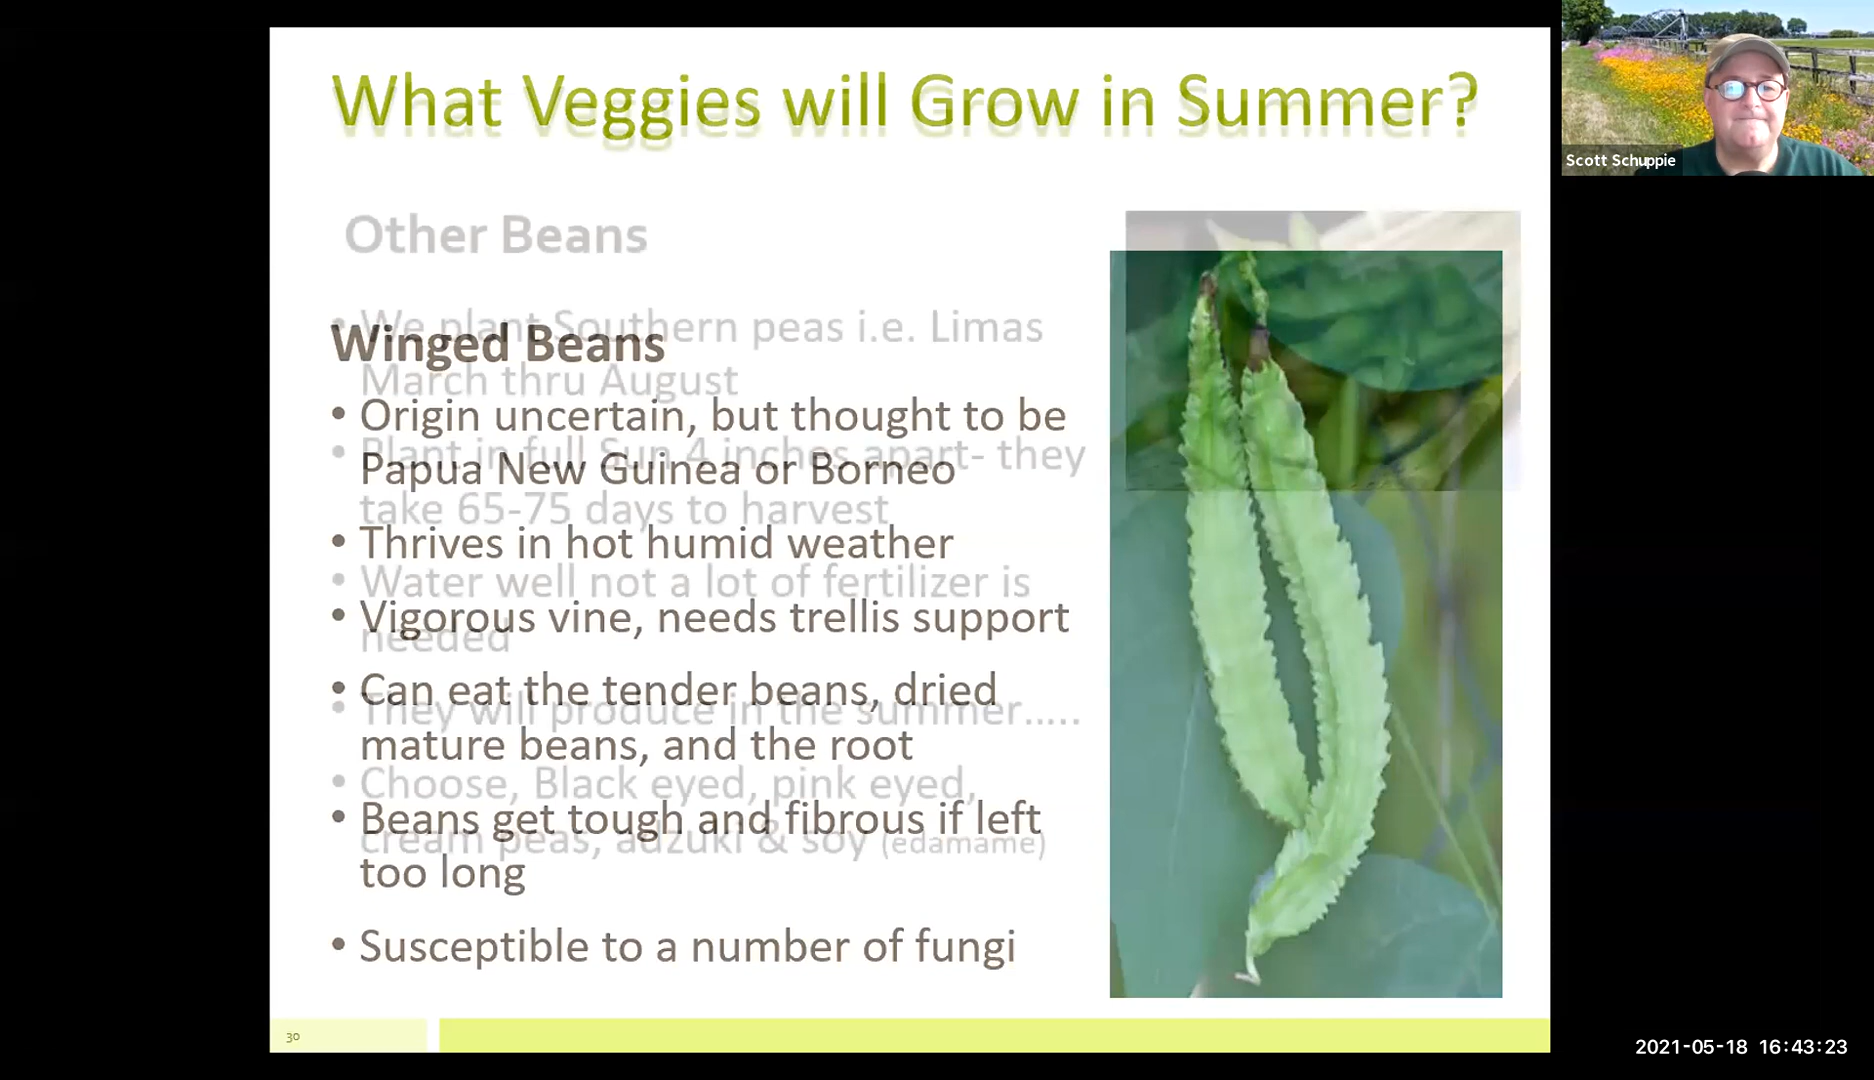 What Veggies will Grow in Summer?
Scott Schuppie
Other Beans
• We plant Southern peas i.e. Limas
March thru August
• Plant in full Sun 4 inches apart- they
take 65-75 days to harvest
• Water well not a lot of fertilizer is
needed
• They will produce in the summer.....
• Choose, Black eyed, pink eyed,
cream peas, adzuki & soy (edamame)
Winged Beans
• Origin uncertain, but thought to be
Papua New Guinea or Borneo
• Thrives in hot humid weather
• Vigorous vine, needs trellis support
• Can eat the tender beans, dried
mature beans, and the root
• Beans get tough and fibrous if left
too long
• Susceptible to a number of fungi
30
2021-05-18 16:43:23